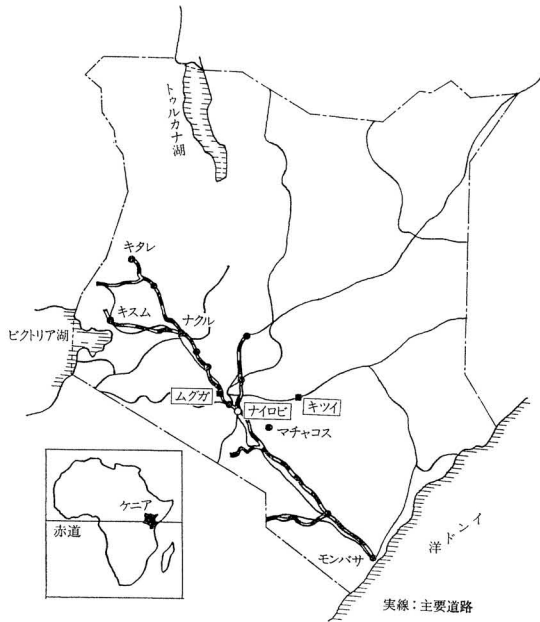 トゥルカナ湖
キタレ
キスム
ナクル
ビクトリア湖
ムグガ
ナイロビ
キツイ
マチャコス
ケニア
赤道
インド洋
モンバサ
実線：主要道路